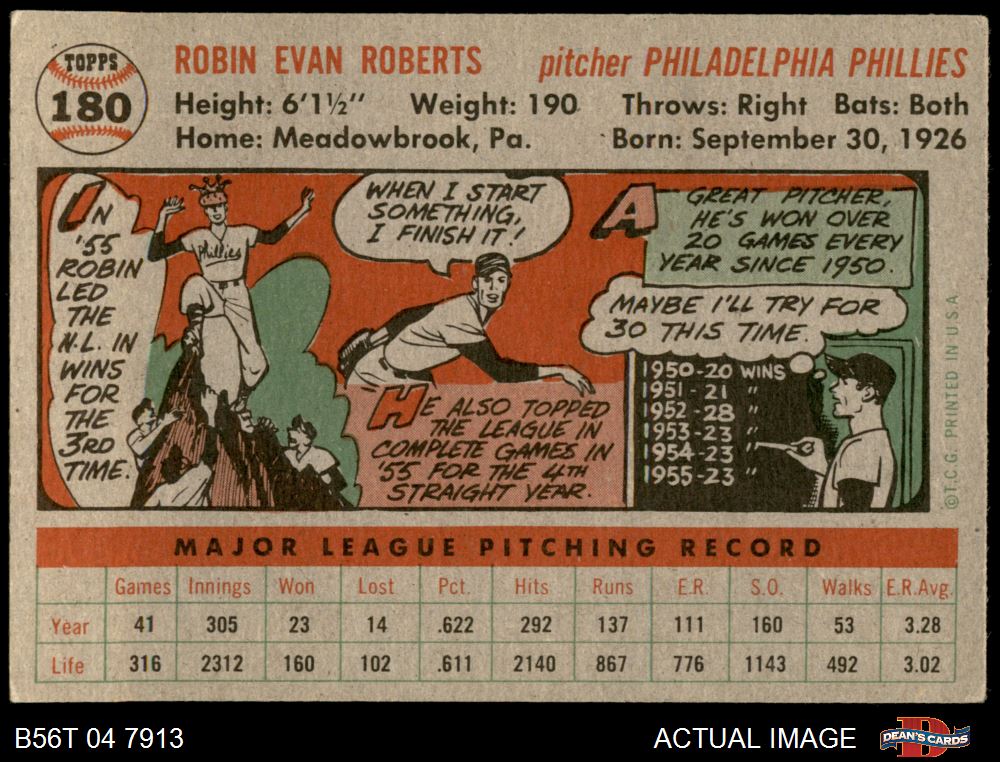 TOPPS
180
ROBIN EVAN ROBERTS pitcher PHILADELPHIA PHILLIES
Height: 6'1½" Weight: 190 Throws: Right Bats: Both
Home: Meadowbrook, Pa. Born: September 30, 1926
IN
'55
ROBIN
LED
THE
N.L. IN
WINS
FOR
THE
3RD
TIME.
Phillies
WHEN I START
SOMETHING,
I FINISH IT!
HE ALSO TOPPED
THE LEAGUE IN
COMPLETE GAMES IN
'55 FOR THE 4TH
STRAIGHT YEAR.
A GREAT PITCHER,
HE'S WON OVER
20 GAMES EVERY
YEAR SINCE 1950.
MAYBE I'LL TRY FOR
30 THIS TIME.
1950-20 WINS
1951-21 "
1952-28 "
1953-23 "
1954-23 "
1955-23 "
©T.C.G. PRINTED IN U.S.A.
MAJOR LEAGUE PITCHING RECORD
Games Innings Won Lost Pct. Hits Runs E.R. S.O. Walks E.R.Avg.
Year 41 305 23 14 .622 292 137 111 160 53 3.28
Life 316 2312 160 102 .611 2140 867 776 1143 492 3.02
B56T 04 7913
ACTUAL IMAGE
D
DEAN'S CARDS